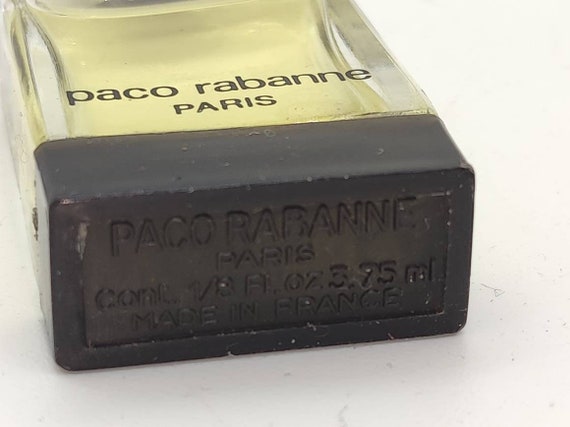 paco rabanne
PARIS
PACO RABANNE
PARIS
Cont. 1/8 Fl. OZ 3.75 ml
MADE IN FRANCE